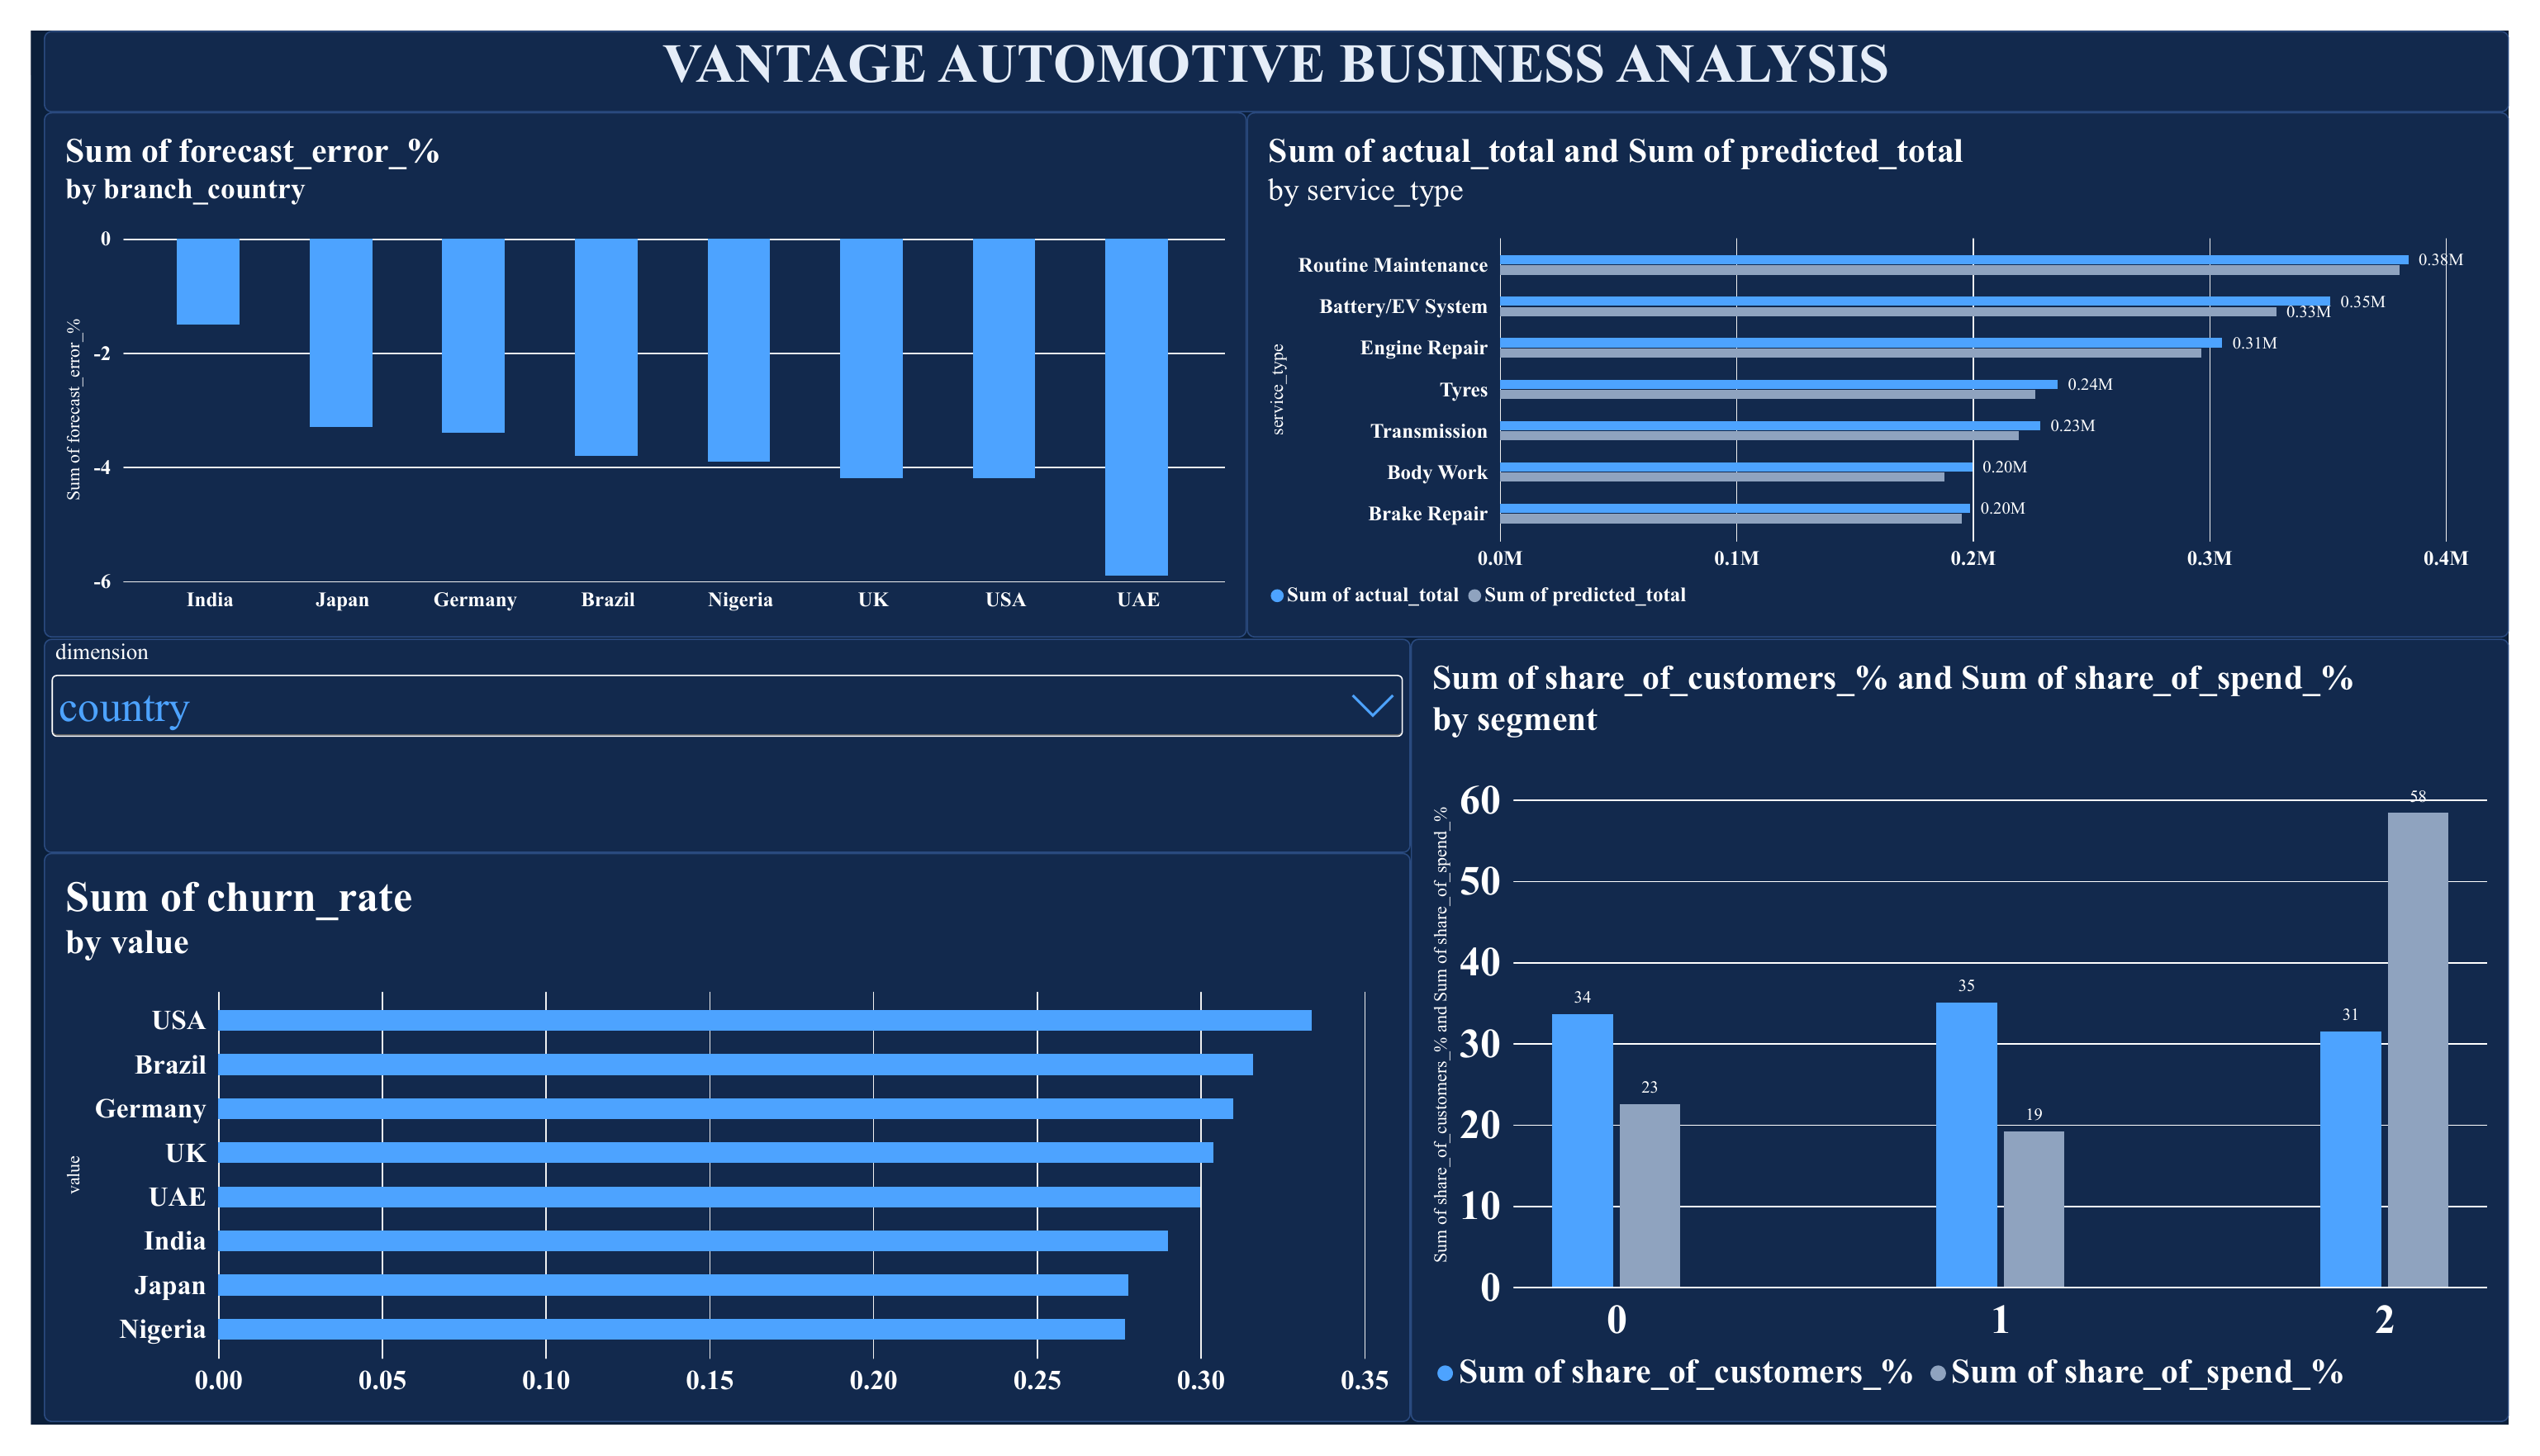 VANTAGE AUTOMOTIVE BUSINESS ANALYSIS
Sum of forecast_error_%
by branch_country
Sum of forecast_error_%
0
-2
-4
-6
India Japan Germany Brazil Nigeria UK USA UAE
Sum of actual_total and Sum of predicted_total
by service_type
service_type
Routine Maintenance 0.38M
Battery/EV System 0.35M
0.33M
Engine Repair 0.31M
Tyres 0.24M
Transmission 0.23M
Body Work 0.20M
Brake Repair 0.20M
0.0M 0.1M 0.2M 0.3M 0.4M
Sum of actual_total Sum of predicted_total
dimension
country
Sum of churn_rate
by value
value
USA
Brazil
Germany
UK
UAE
India
Japan
Nigeria
0.00 0.05 0.10 0.15 0.20 0.25 0.30 0.35
Sum of share_of_customers_% and Sum of share_of_spend_%
by segment
Sum of share_of_customers_% and Sum of share_of_spend_%
60
50
40
30
20
10
0
34 23 35 19 31 58
0 1 2
Sum of share_of_customers_% Sum of share_of_spend_%